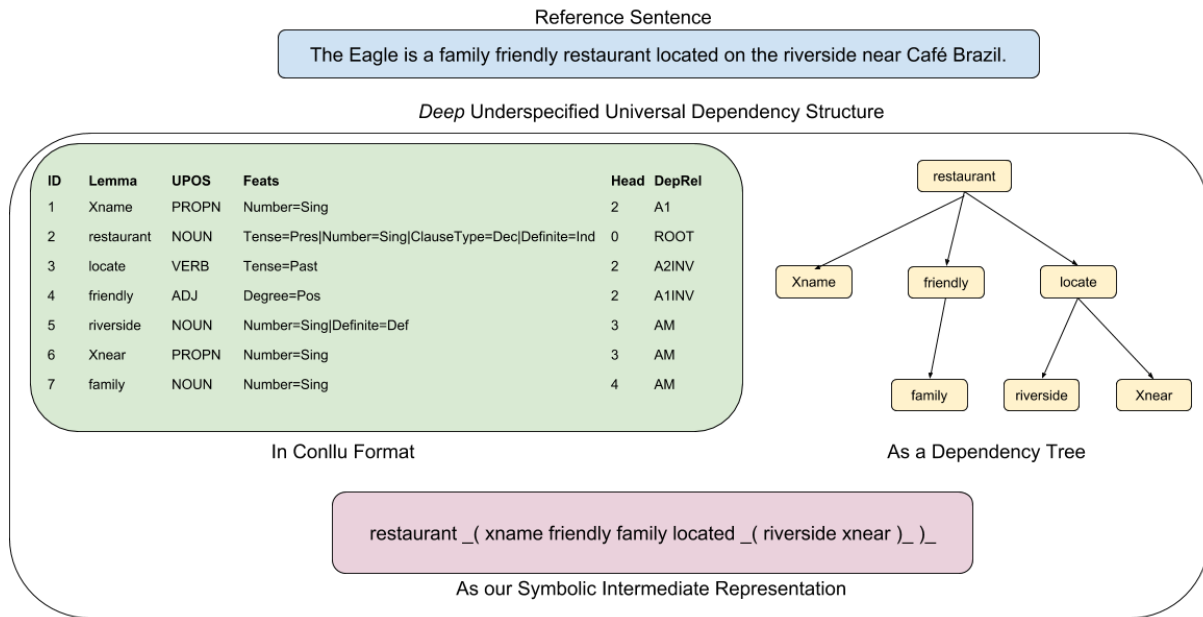 Reference Sentence
The Eagle is a family friendly restaurant located on the riverside near Café Brazil.
Deep Underspecified Universal Dependency Structure
ID Lemma UPOS Feats Head DepRel
1 Xname PROPN Number=Sing 2 A1
2 restaurant NOUN Tense=Pres|Number=Sing|ClauseType=Dec|Definite=Ind 0 ROOT
3 locate VERB Tense=Past 2 A2INV
4 friendly ADJ Degree=Pos 2 A1INV
5 riverside NOUN Number=Sing|Definite=Def 3 AM
6 Xnear PROPN Number=Sing 3 AM
7 family NOUN Number=Sing 4 AM
In Conllu Format
restaurant
Xname friendly locate
family riverside Xnear
As a Dependency Tree
restaurant _( xname friendly family located _( riverside xnear )_ )_
As our Symbolic Intermediate Representation